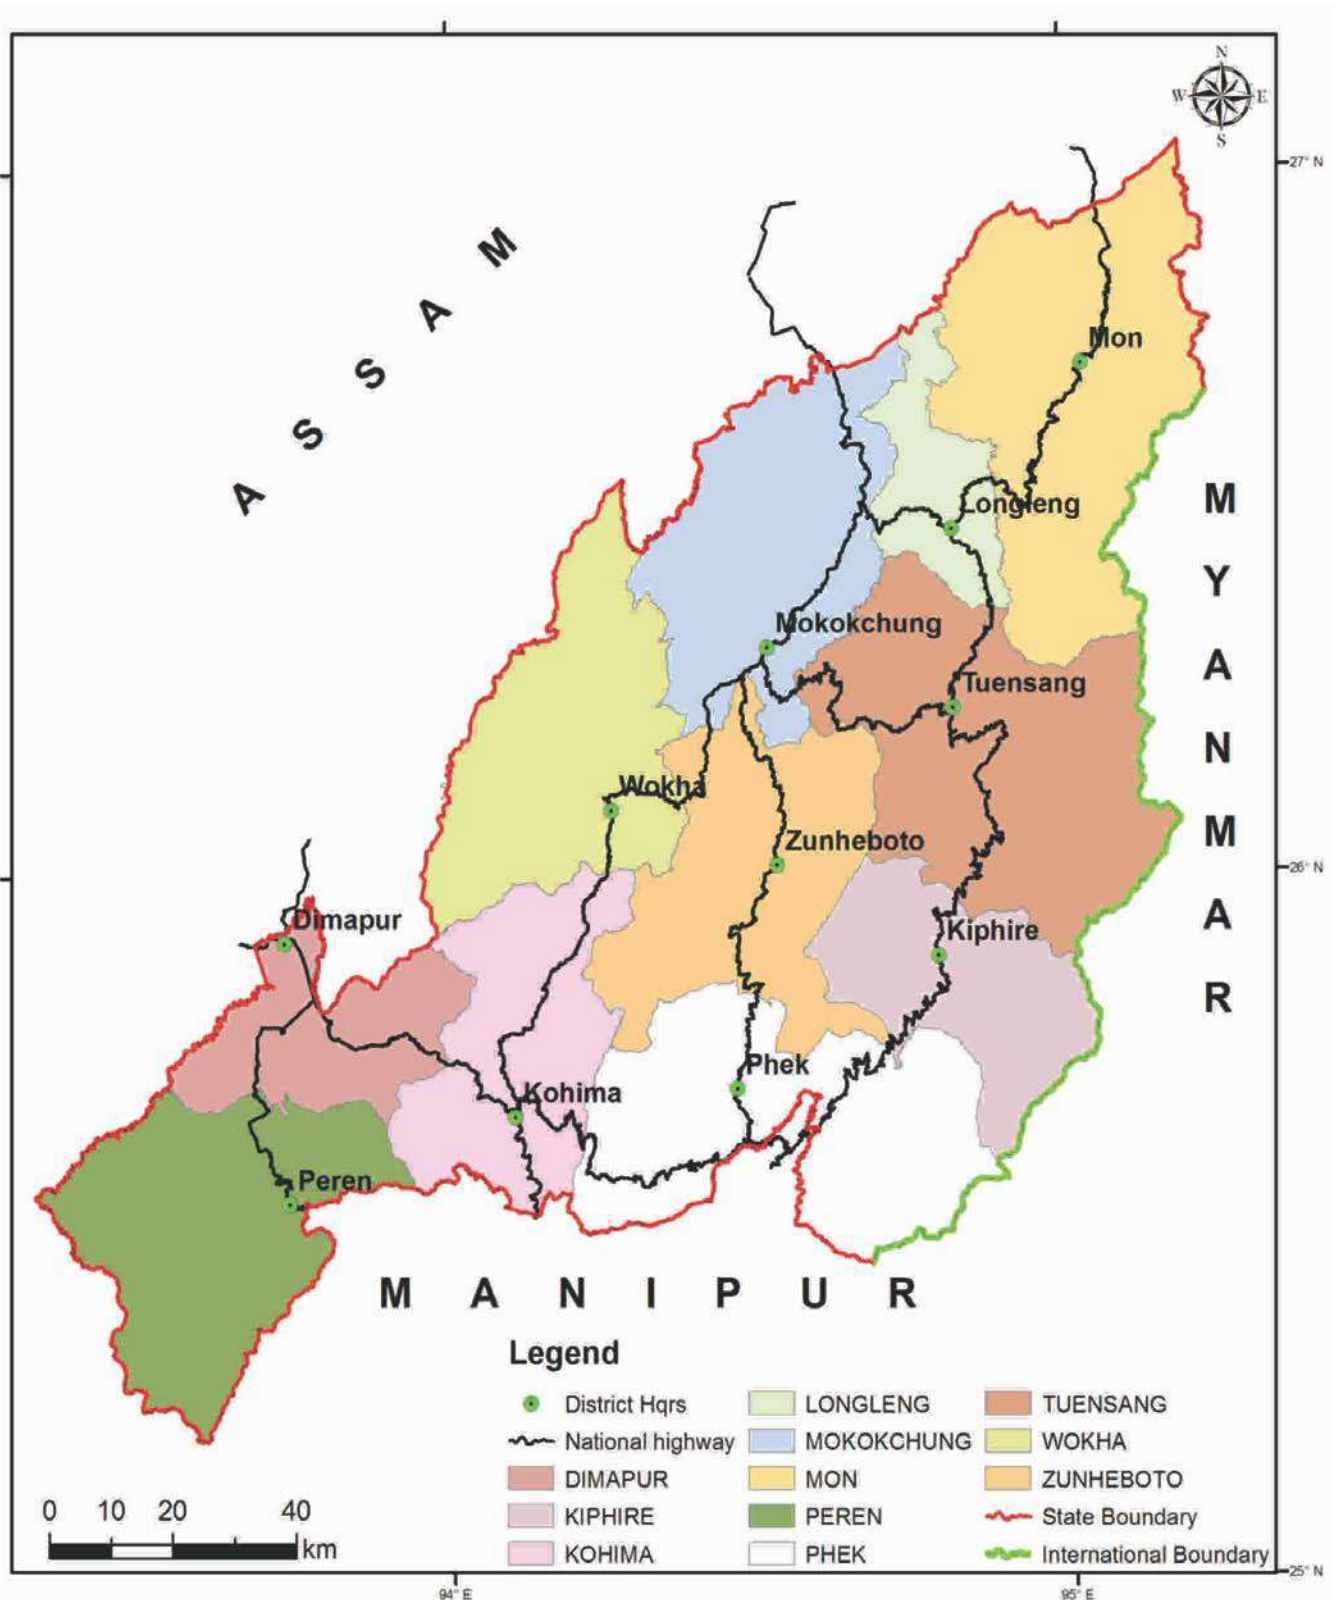 N
W E
S
27° N
ASSAM
Mon
Longleng
MYANMAR
Mokokchung
Tuensang
Wokha
Zunheboto
26° N
Dimapur
Kiphire
Phek
Kohima
Peren
MANIPUR
Legend
District Hqrs
National highway
DIMAPUR
KIPHIRE
KOHIMA
LONGLENG
MOKOKCHUNG
MON
PEREN
PHEK
TUENSANG
WOKHA
ZUNHEBOTO
State Boundary
International Boundary
0 10 20 40
km
25° N
94° E 95° E